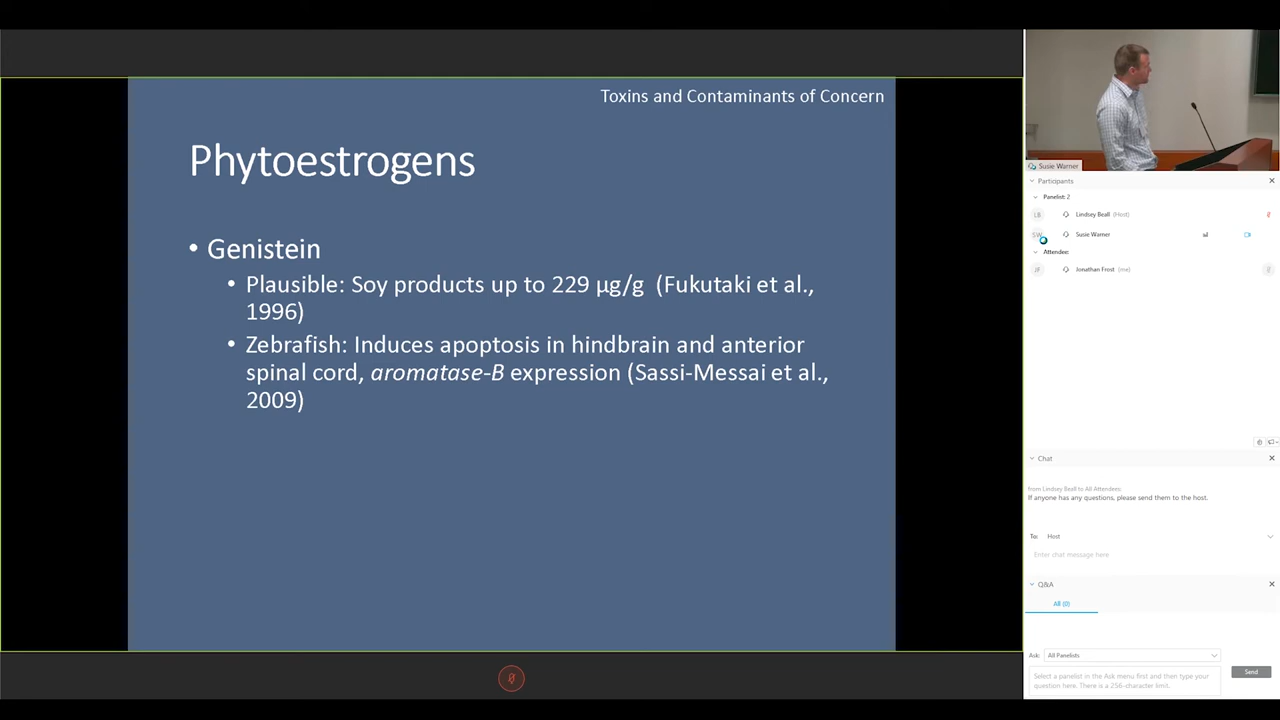 Toxins and Contaminants of Concern
Phytoestrogens
• Genistein
• Plausible: Soy products up to 229 µg/g (Fukutaki et al.,
1996)
• Zebrafish: Induces apoptosis in hindbrain and anterior
spinal cord, aromatase-B expression (Sassi-Messai et al.,
2009)
Susie Warner
Participants
Panelist: 2
LB Lindsey Beall (Host)
SW Susie Warner
Attendee:
JF Jonathan Frost (me)
Chat
from Lindsey Beall to All Attendees:
If anyone has any questions, please send them to the host.
To: Host
Enter chat message here
Q&A
All (0)
Ask: All Panelists
Select a panelist in the Ask menu first and then type your
question here. There is a 256-character limit.
Send